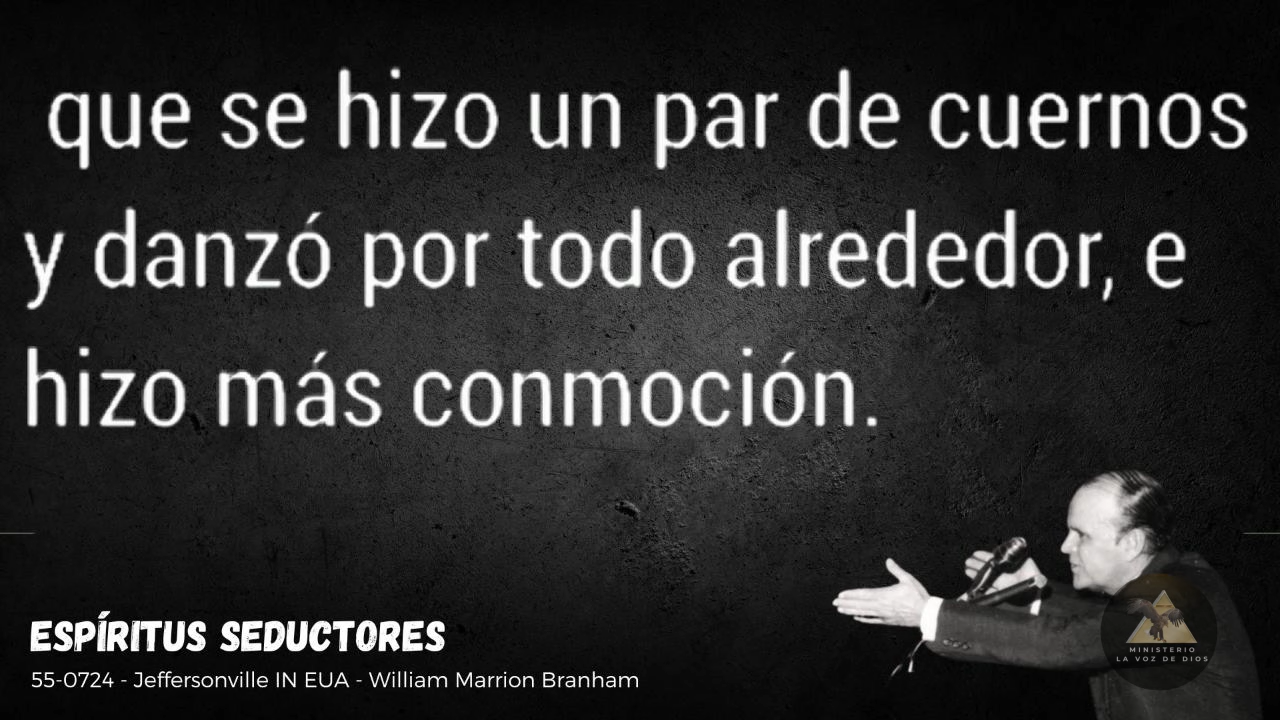 que se hizo un par de cuernos
y danzó por todo alrededor, e
hizo más conmoción.
ESPÍRITUS SEDUCTORES
55-0724 - Jeffersonville IN EUA - William Marrion Branham
MINISTERIO
LA VOZ DE DIOS